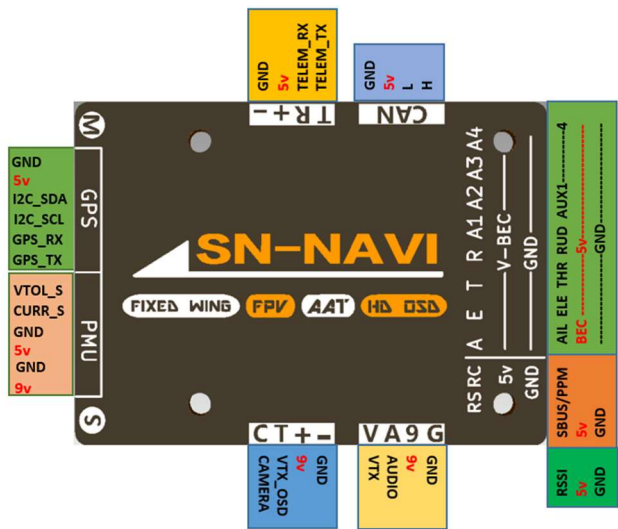 GND
5v
TELEM_RX
TELEM_TX
GND
5v
L
H
- + R T
CAN
M
GPS
PMU
S
GND
5v
I2C_SDA
I2C_SCL
GPS_RX
GPS_TX
VTOL_S
CURR_S
GND
5v
GND
9v
SN-NAVI
FIXED WING
FPV
AAT
HD OSD
RS RC A E T R A1 A2 A3 A4
5v V-BEC
GND GND
AIL ELE THR RUD AUX1---------4
BEC ---------------5v---------------
---------------GND---------------
SBUS/PPM
5v
GND
RSSI
5v
GND
C T + -
V A 9 G
CAMERA
VTX_OSD
9v
GND
VTX
AUDIO
9v
GND